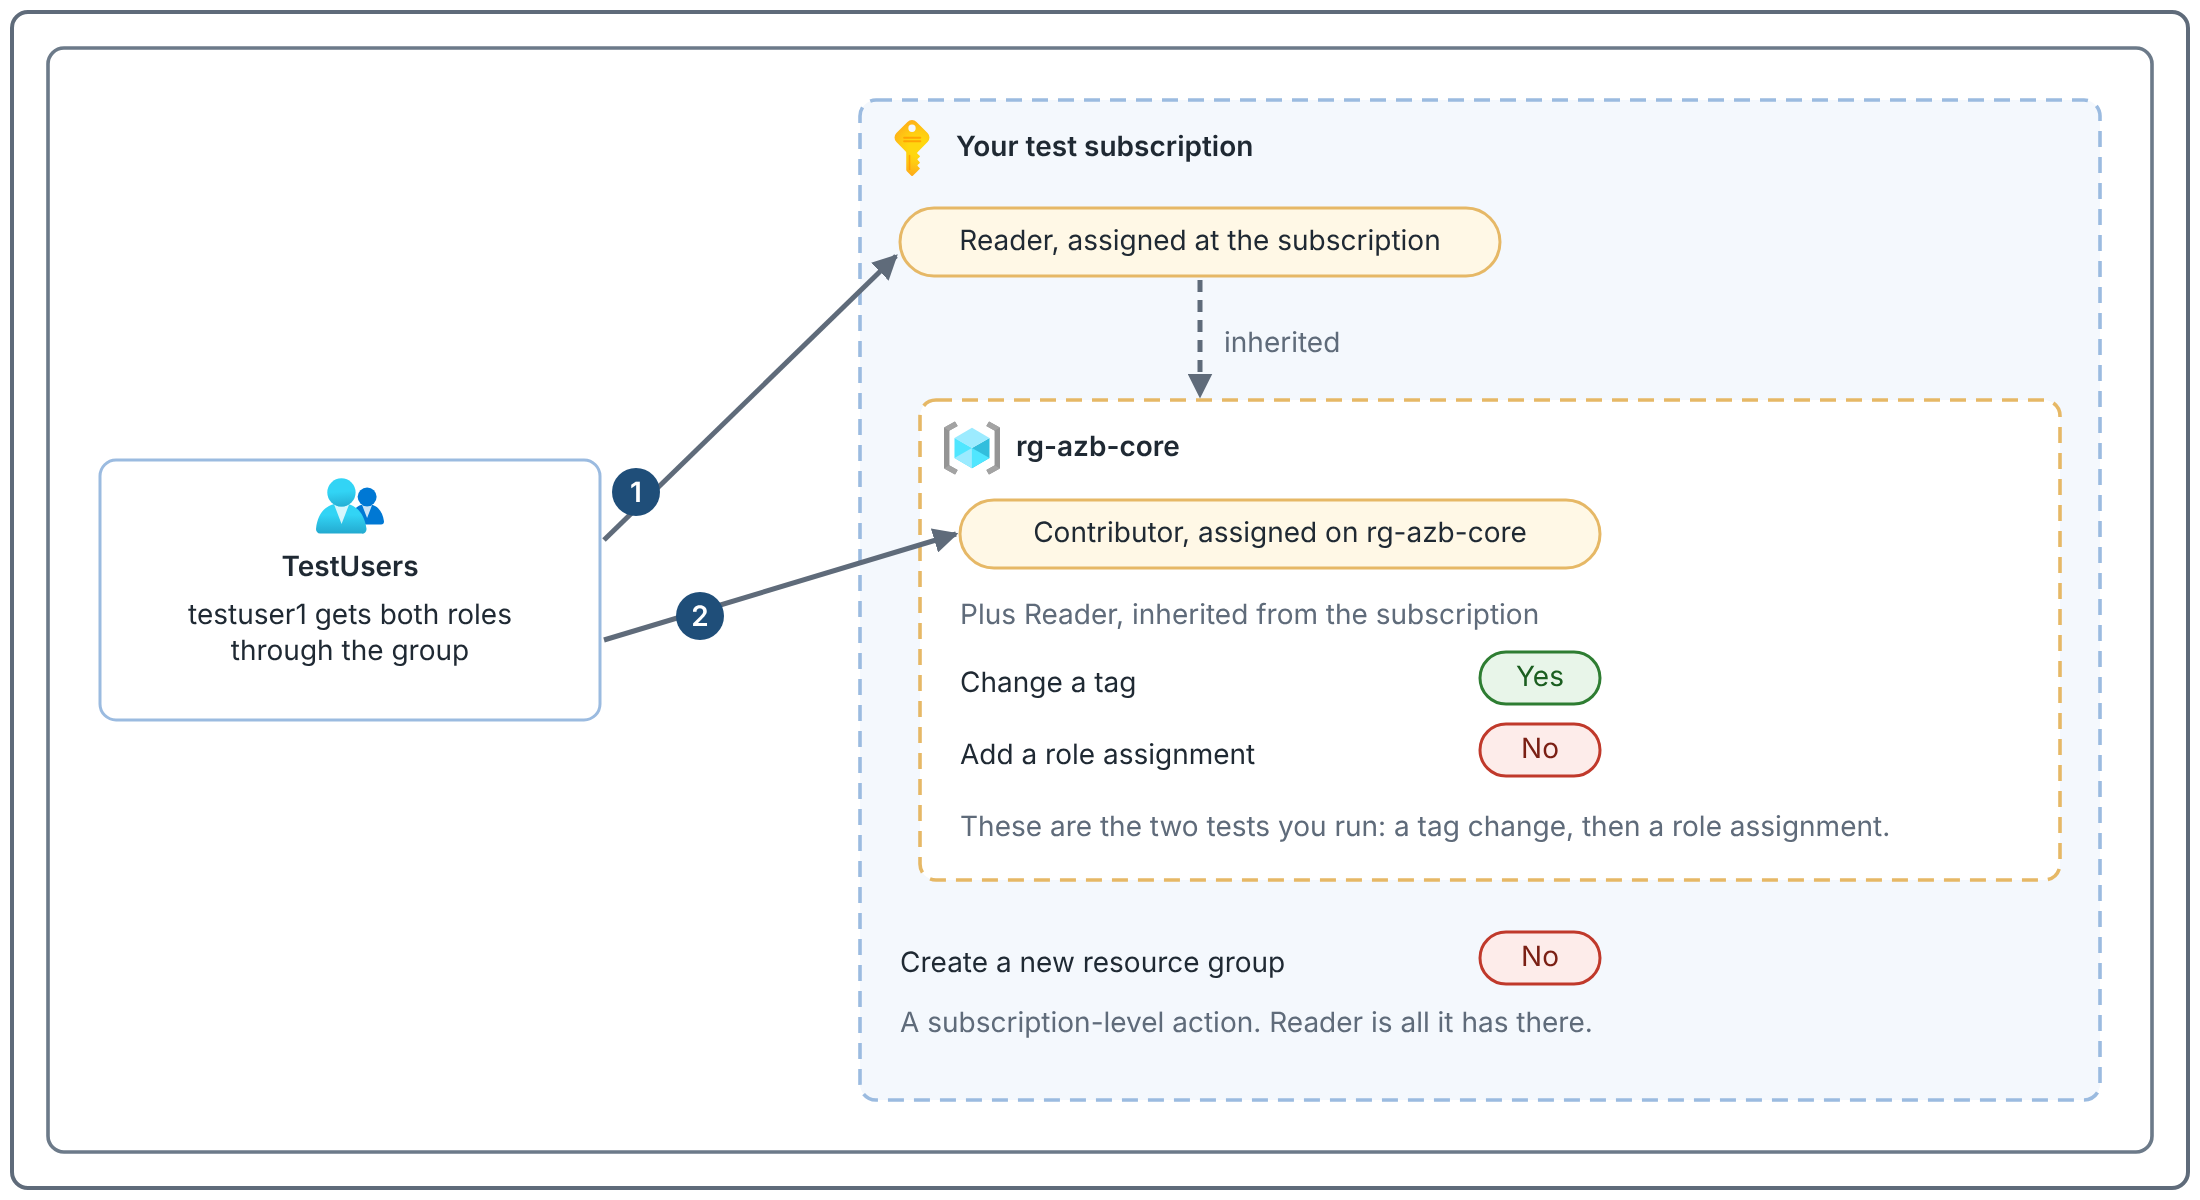 Your test subscription
Reader, assigned at the subscription
inherited
rg-azb-core
1
Contributor, assigned on rg-azb-core
TestUsers
testuser1 gets both roles
through the group
2
Plus Reader, inherited from the subscription
Change a tag
Yes
Add a role assignment
No
These are the two tests you run: a tag change, then a role assignment.
Create a new resource group
No
A subscription-level action. Reader is all it has there.